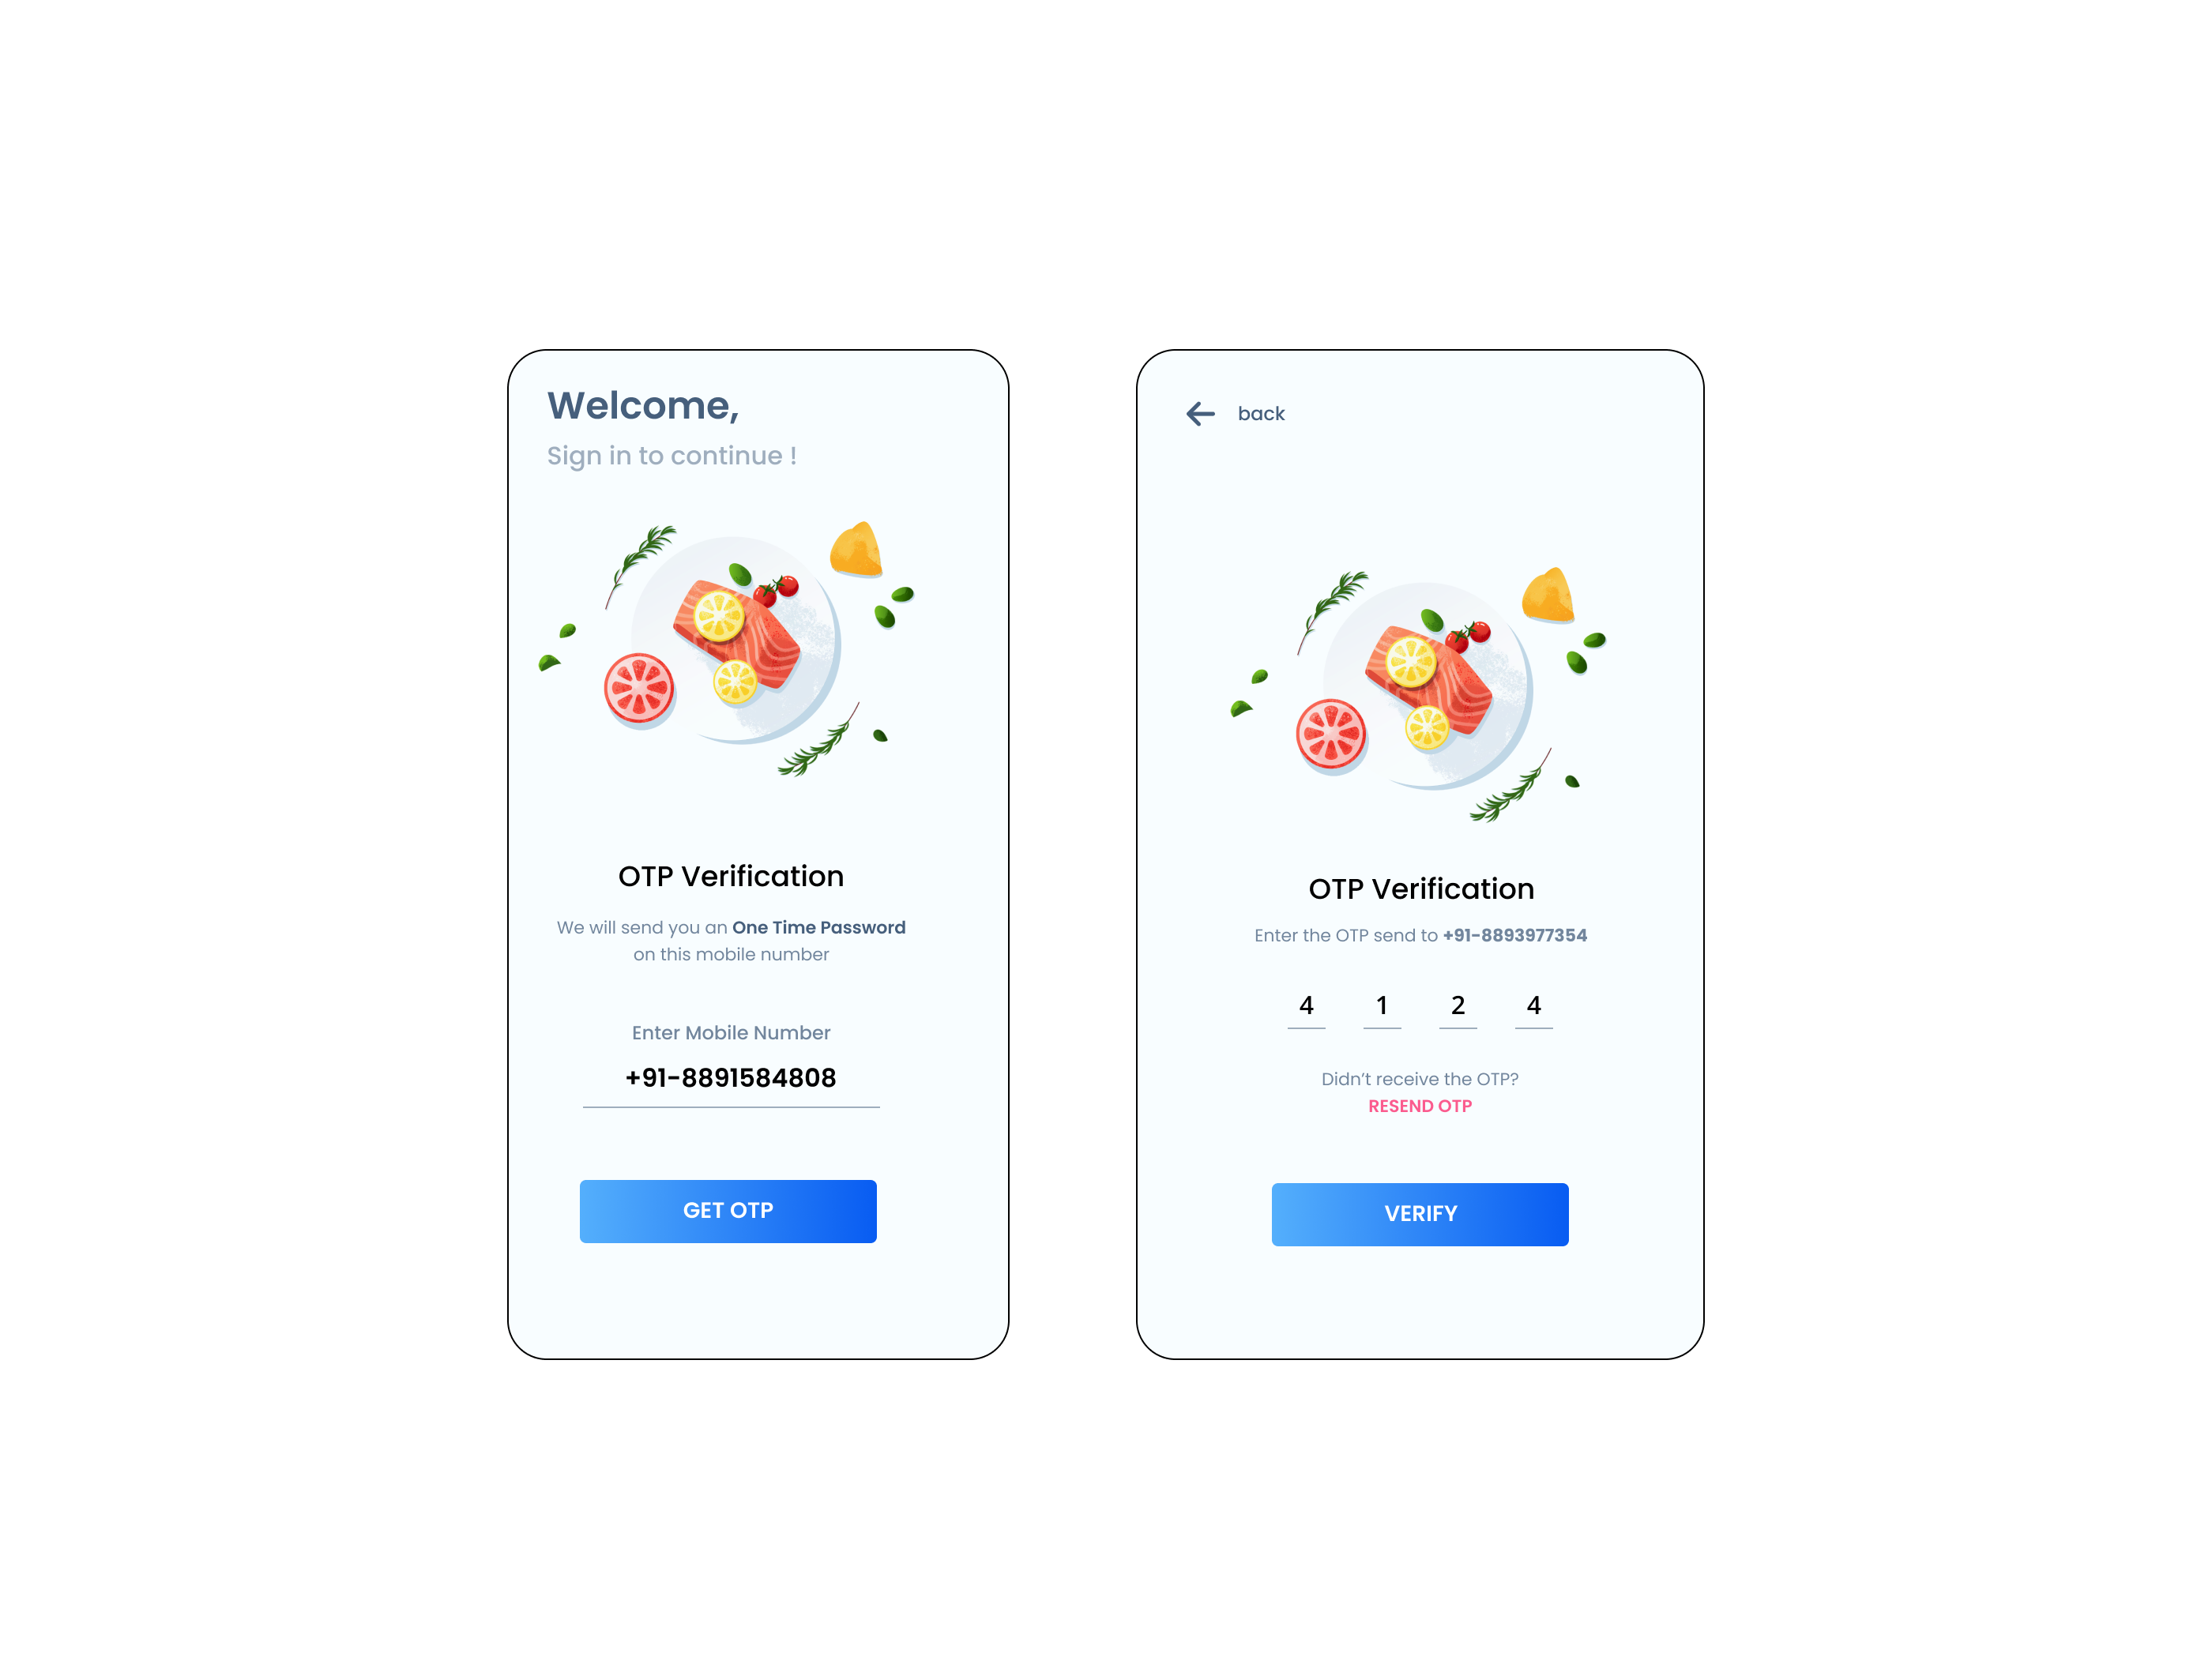 Welcome,
Sign in to continue !
OTP Verification
We will send you an One Time Password
on this mobile number
Enter Mobile Number
+91-8891584808
GET OTP
back
OTP Verification
Enter the OTP send to +91-8893977354
4 1 2 4
Didn’t receive the OTP?
RESEND OTP
VERIFY